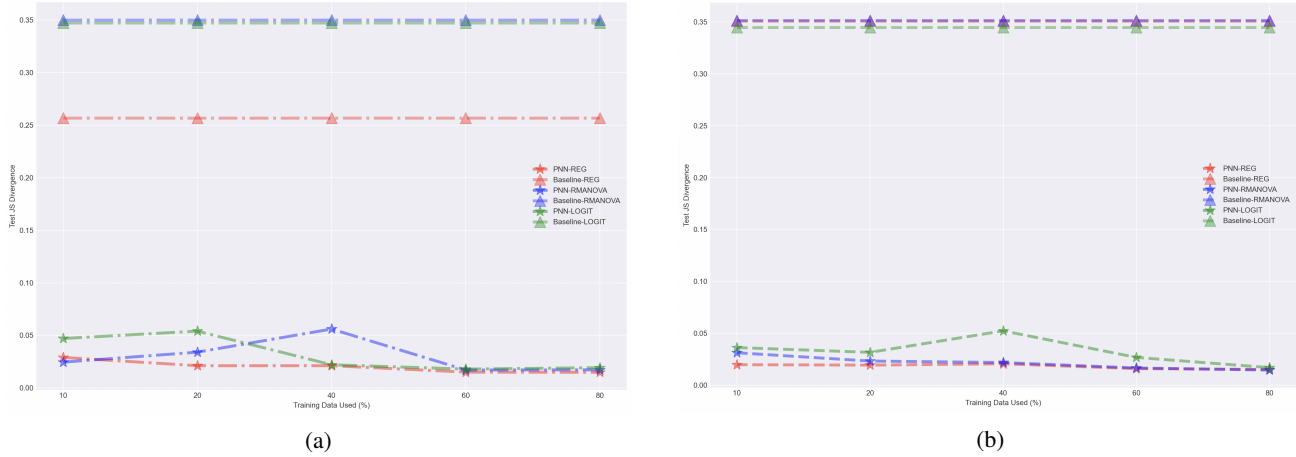 0.35
0.30
0.25
0.20
0.15
0.10
0.05
0.00
Test JS Divergence
10
20
40
60
80
Training Data Used (%)
PNN-REG
Baseline-REG
PNN-RMANOVA
Baseline-RMANOVA
PNN-LOGIT
Baseline-LOGIT
(a)
0.35
0.30
0.25
0.20
0.15
0.10
0.05
0.00
Test JS Divergence
10
20
40
60
80
Training Data Used (%)
PNN-REG
Baseline-REG
PNN-RMANOVA
Baseline-RMANOVA
PNN-LOGIT
Baseline-LOGIT
(b)